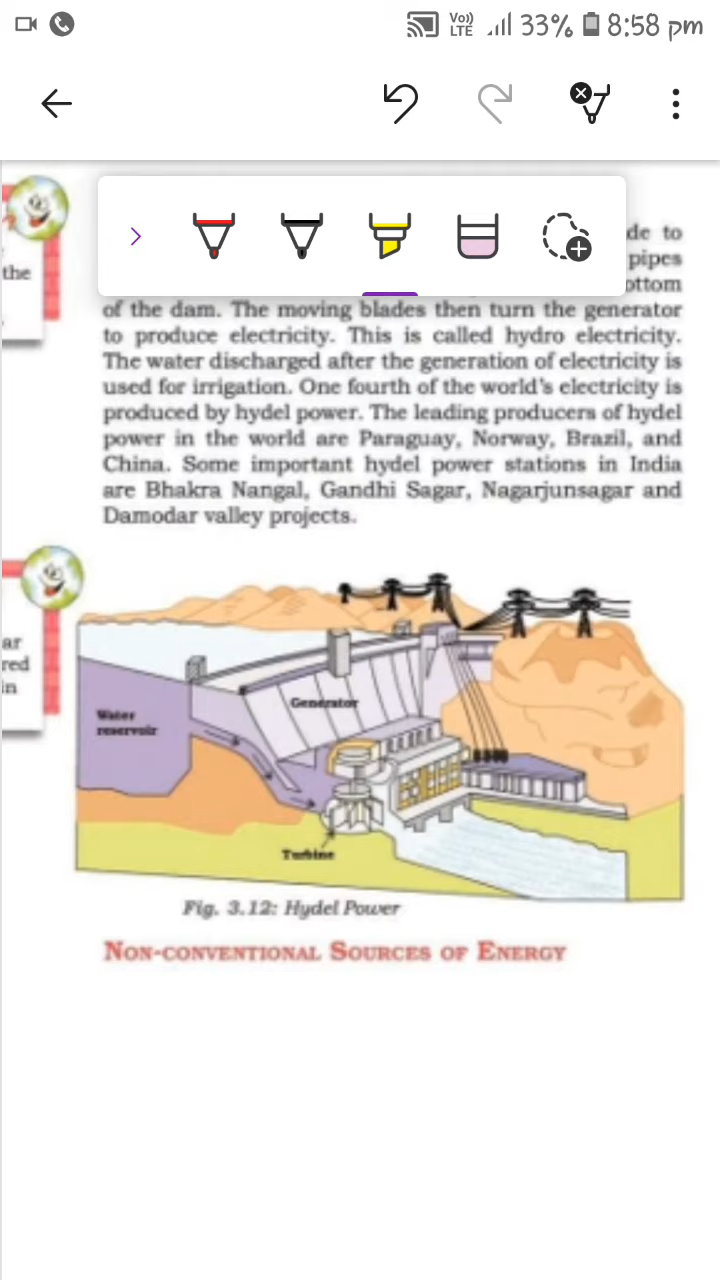 Vo))
LTE
33%
8:58 pm
de to
pipes
ottom
the
of the dam. The moving blades then turn the generator
to produce electricity. This is called hydro electricity.
The water discharged after the generation of electricity is
used for irrigation. One fourth of the world's electricity is
produced by hydel power. The leading producers of hydel
power in the world are Paraguay, Norway, Brazil, and
China. Some important hydel power stations in India
are Bhakra Nangal, Gandhi Sagar, Nagarjunsagar and
Damodar valley projects.
ar
red
in
Generator
Water
reservoir
Turbine
Fig. 3.12: Hydel Power
NON-CONVENTIONAL SOURCES OF ENERGY